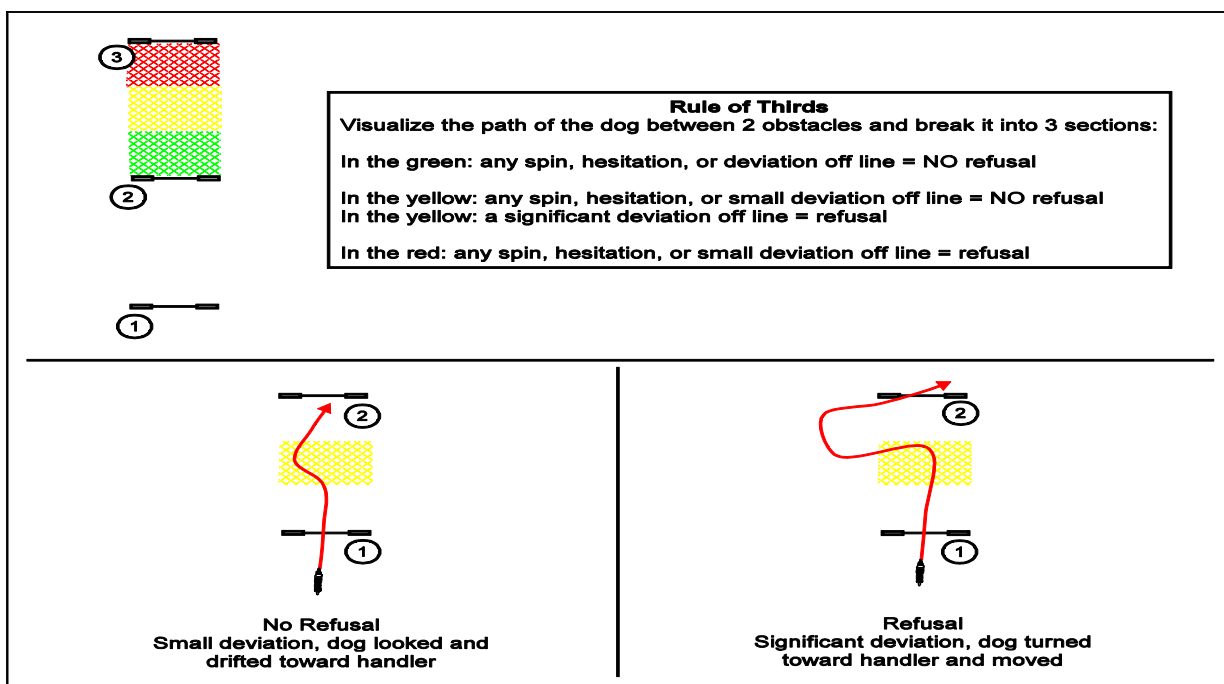 3
2
1
Rule of Thirds
Visualize the path of the dog between 2 obstacles and break it into 3 sections:
In the green: any spin, hesitation, or deviation off line = NO refusal
In the yellow: any spin, hesitation, or small deviation off line = NO refusal
In the yellow: a significant deviation off line = refusal
In the red: any spin, hesitation, or small deviation off line = refusal
2
1
No Refusal
Small deviation, dog looked and
drifted toward handler
2
1
Refusal
Significant deviation, dog turned
toward handler and moved